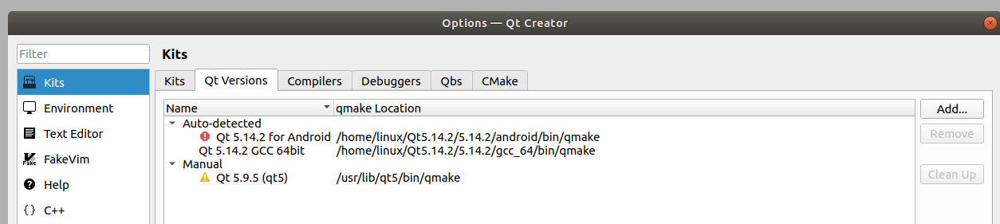 Options — Qt Creator
Filter
Kits
Kits
Environment
Text Editor
FakeVim
Help
{} C++
Kits Qt Versions Compilers Debuggers Qbs CMake
Name qmake Location
Auto-detected
Qt 5.14.2 for Android /home/linux/Qt5.14.2/5.14.2/android/bin/qmake
Qt 5.14.2 GCC 64bit /home/linux/Qt5.14.2/5.14.2/gcc_64/bin/qmake
Manual
Qt 5.9.5 (qt5) /usr/lib/qt5/bin/qmake
Add...
Remove
Clean Up